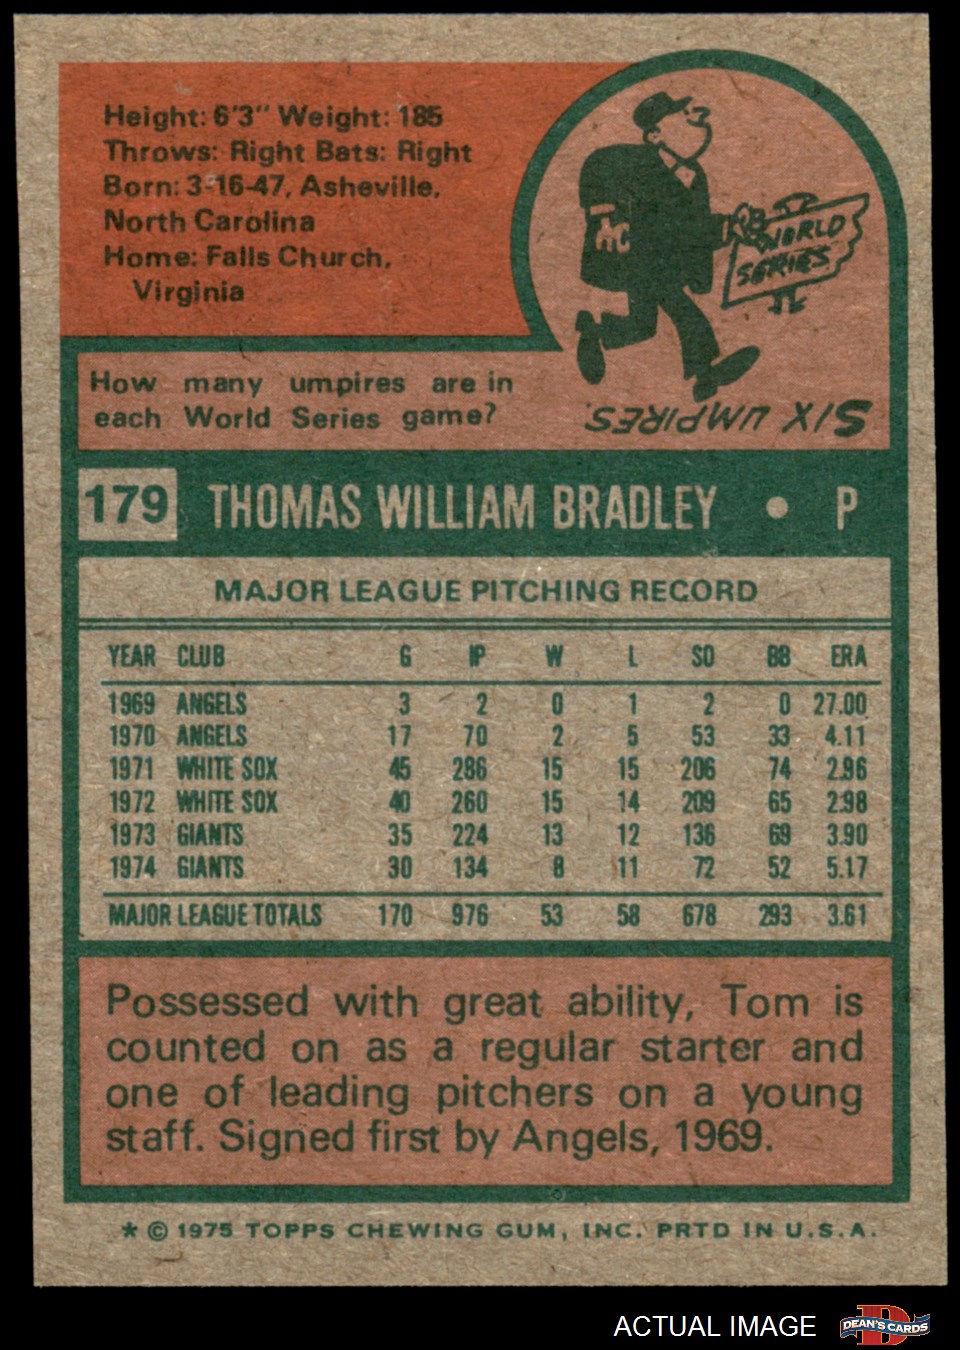 Height: 6'3" Weight: 185
Throws: Right Bats: Right
Born: 3-16-47, Asheville,
North Carolina
Home: Falls Church,
Virginia
WORLD
SERIES
How many umpires are in
each World Series game?
SIX UMPIRES.
179 THOMAS WILLIAM BRADLEY • P
MAJOR LEAGUE PITCHING RECORD
YEAR CLUB G IP W L SO BB ERA
1969 ANGELS 3 2 0 1 2 0 27.00
1970 ANGELS 17 70 2 5 53 33 4.11
1971 WHITE SOX 45 286 15 15 206 74 2.96
1972 WHITE SOX 40 260 15 14 209 65 2.98
1973 GIANTS 35 224 13 12 136 69 3.90
1974 GIANTS 30 134 8 11 72 52 5.17
MAJOR LEAGUE TOTALS 170 976 53 58 678 293 3.61
Possessed with great ability, Tom is
counted on as a regular starter and
one of leading pitchers on a young
staff. Signed first by Angels, 1969.
* © 1975 TOPPS CHEWING GUM, INC. PRTD IN U.S.A.
ACTUAL IMAGE
D
DEAN'S CARDS